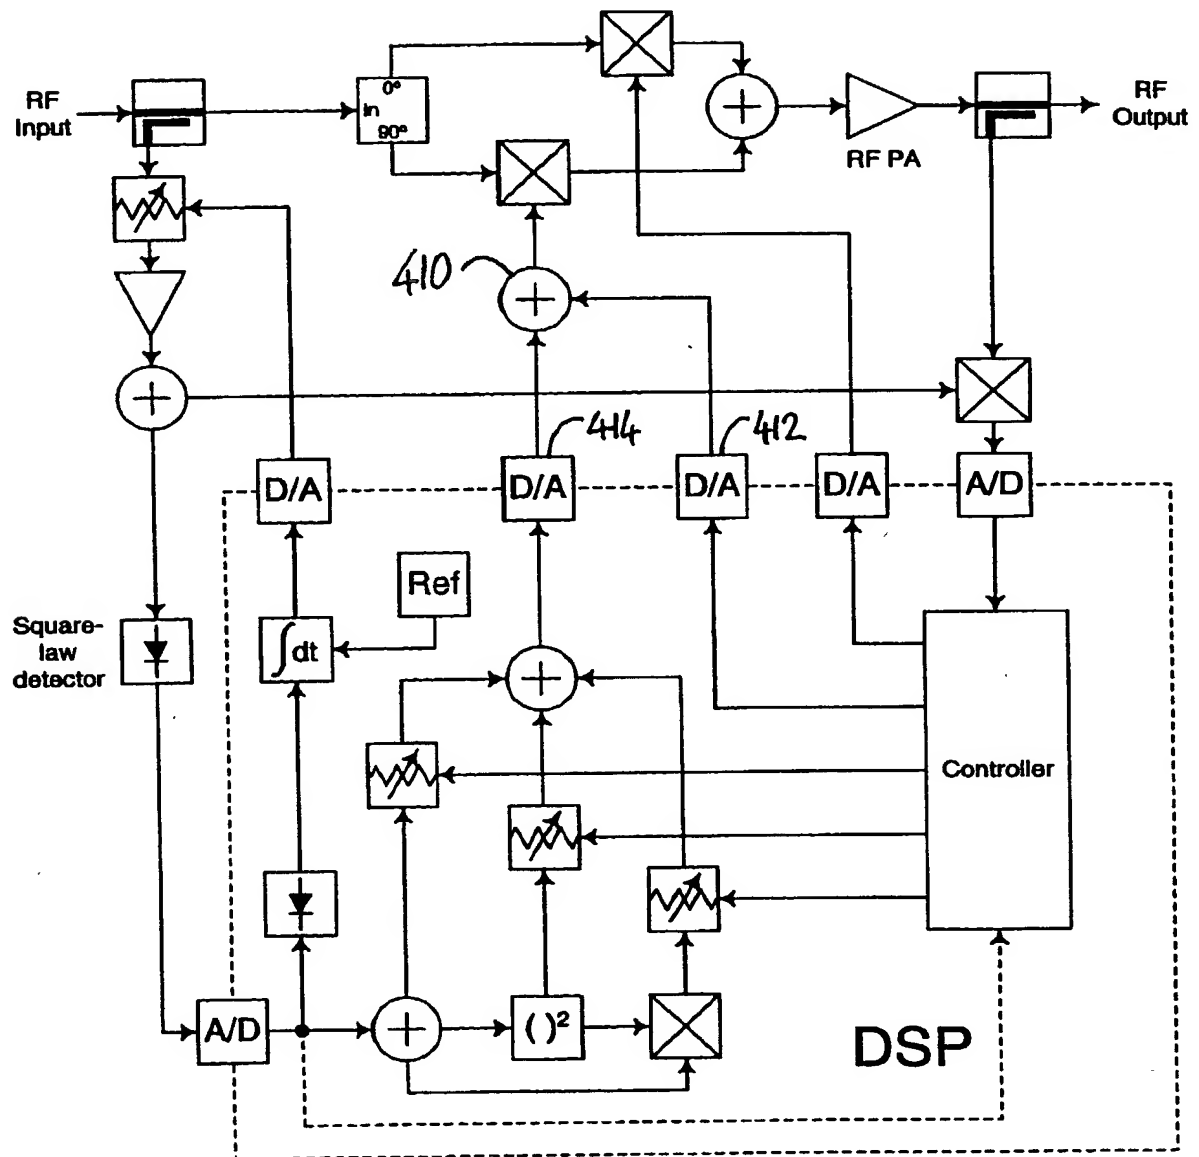 RF
Input
0°
In
90°
RF PA
RF
Output
410
414
412
D/A
D/A
D/A
D/A
A/D
Ref
Square-
law
detector
∫dt
Controller
A/D
( )²
DSP